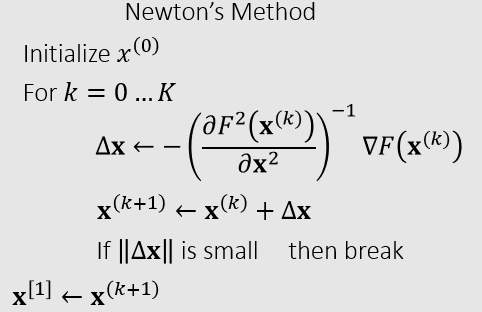 Newton's Method
Initialize x⁽⁰⁾
For k = 0 … K
Δ𝐱 ← −(∂F²(𝐱⁽ᵏ⁾)/∂𝐱²)⁻¹ ∇F(𝐱⁽ᵏ⁾)
𝐱⁽ᵏ⁺¹⁾ ← 𝐱⁽ᵏ⁾ + Δ𝐱
If ‖Δ𝐱‖ is small then break
𝐱^[1] ← 𝐱⁽ᵏ⁺¹⁾